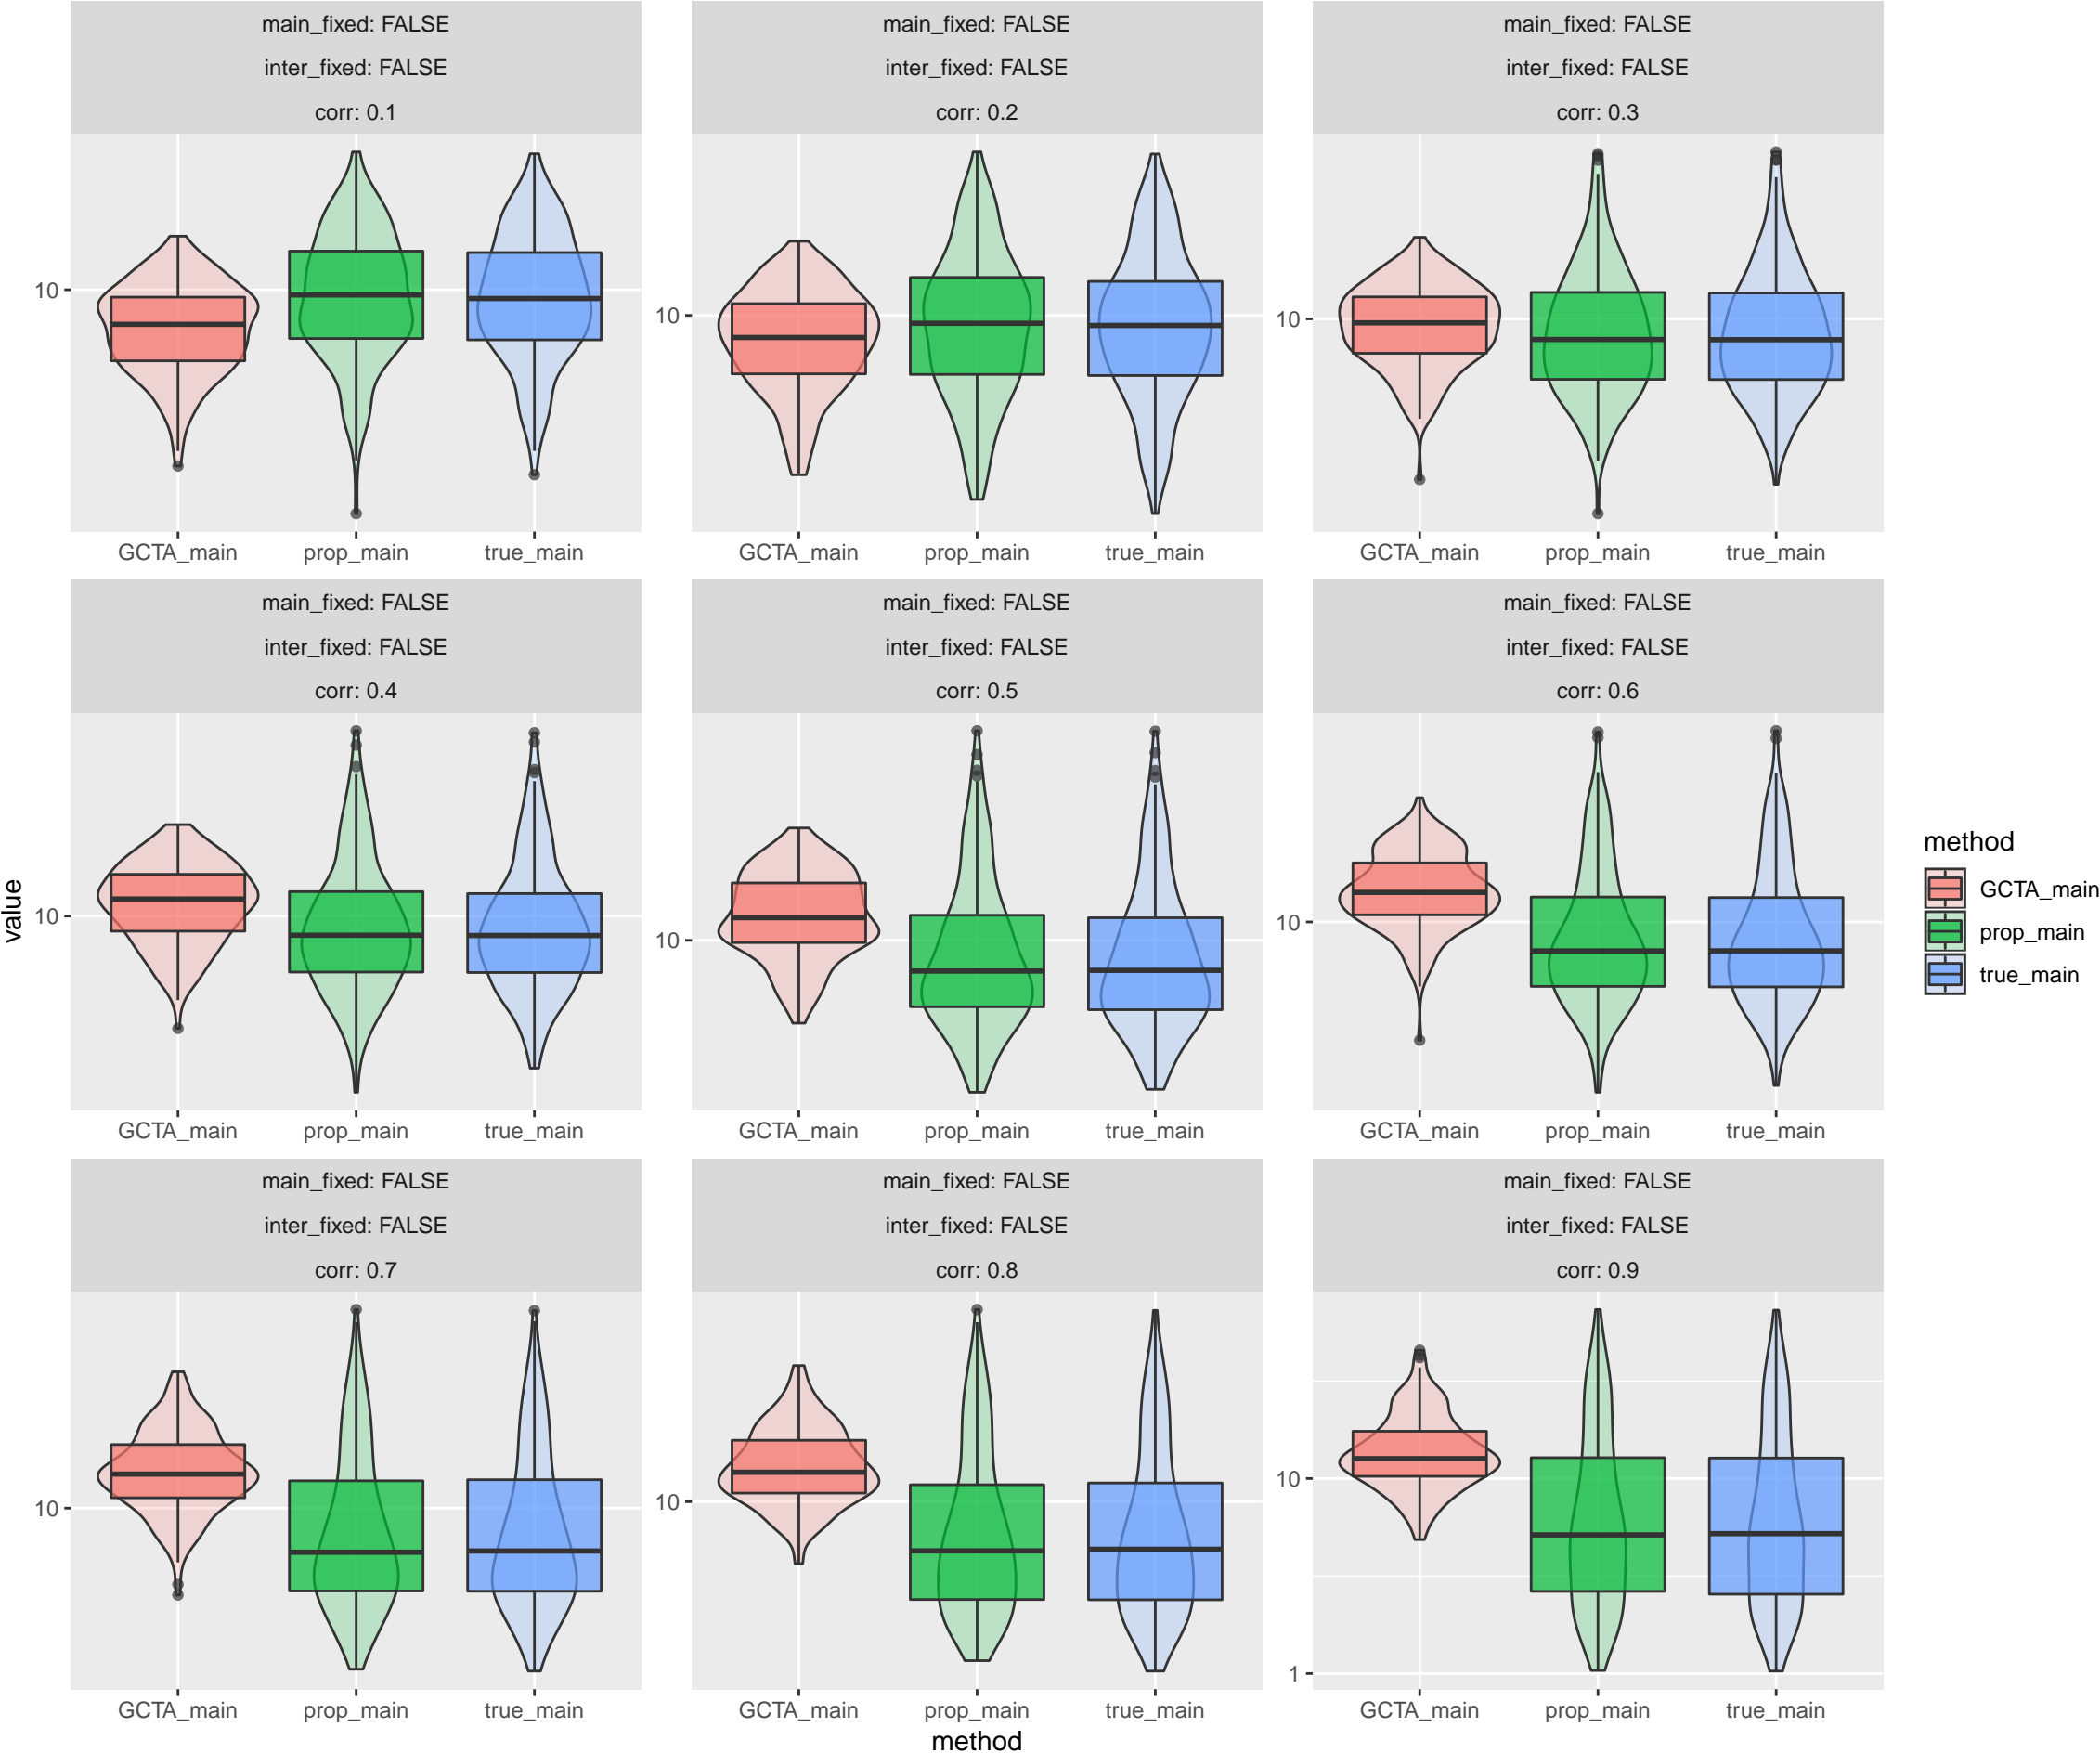 main_fixed: FALSE
inter_fixed: FALSE
corr: 0.1
main_fixed: FALSE
inter_fixed: FALSE
corr: 0.2
main_fixed: FALSE
inter_fixed: FALSE
corr: 0.3
10
10
10
GCTA_main prop_main true_main
GCTA_main prop_main true_main
GCTA_main prop_main true_main
main_fixed: FALSE
inter_fixed: FALSE
corr: 0.4
main_fixed: FALSE
inter_fixed: FALSE
corr: 0.5
main_fixed: FALSE
inter_fixed: FALSE
corr: 0.6
value
10
10
10
GCTA_main prop_main true_main
GCTA_main prop_main true_main
GCTA_main prop_main true_main
method
GCTA_main
prop_main
true_main
main_fixed: FALSE
inter_fixed: FALSE
corr: 0.7
main_fixed: FALSE
inter_fixed: FALSE
corr: 0.8
main_fixed: FALSE
inter_fixed: FALSE
corr: 0.9
10
10
10
1
GCTA_main prop_main true_main
GCTA_main prop_main true_main
GCTA_main prop_main true_main
method